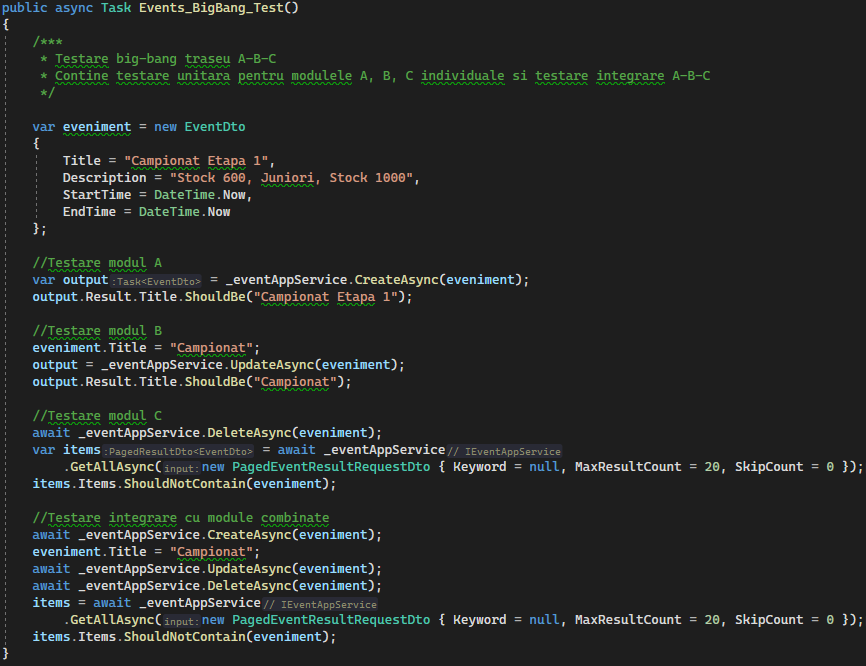 public async Task Events_BigBang_Test()
{
/***
* Testare big-bang traseu A-B-C
* Contine testare unitara pentru modulele A, B, C individuale si testare integrare A-B-C
*/
var eveniment = new EventDto
{
Title = "Campionat Etapa 1",
Description = "Stock 600, Juniori, Stock 1000",
StartTime = DateTime.Now,
EndTime = DateTime.Now
};
//Testare modul A
var output :Task<EventDto> = _eventAppService.CreateAsync(eveniment);
output.Result.Title.ShouldBe("Campionat Etapa 1");
//Testare modul B
eveniment.Title = "Campionat";
output = _eventAppService.UpdateAsync(eveniment);
output.Result.Title.ShouldBe("Campionat");
//Testare modul C
await _eventAppService.DeleteAsync(eveniment);
var items :PagedResultDto<EventDto> = await _eventAppService // IEventAppService
.GetAllAsync( input: new PagedEventResultRequestDto { Keyword = null, MaxResultCount = 20, SkipCount = 0 });
items.Items.ShouldNotContain(eveniment);
//Testare integrare cu module combinate
await _eventAppService.CreateAsync(eveniment);
eveniment.Title = "Campionat";
await _eventAppService.UpdateAsync(eveniment);
await _eventAppService.DeleteAsync(eveniment);
items = await _eventAppService // IEventAppService
.GetAllAsync( input: new PagedEventResultRequestDto { Keyword = null, MaxResultCount = 20, SkipCount = 0 });
items.Items.ShouldNotContain(eveniment);
}